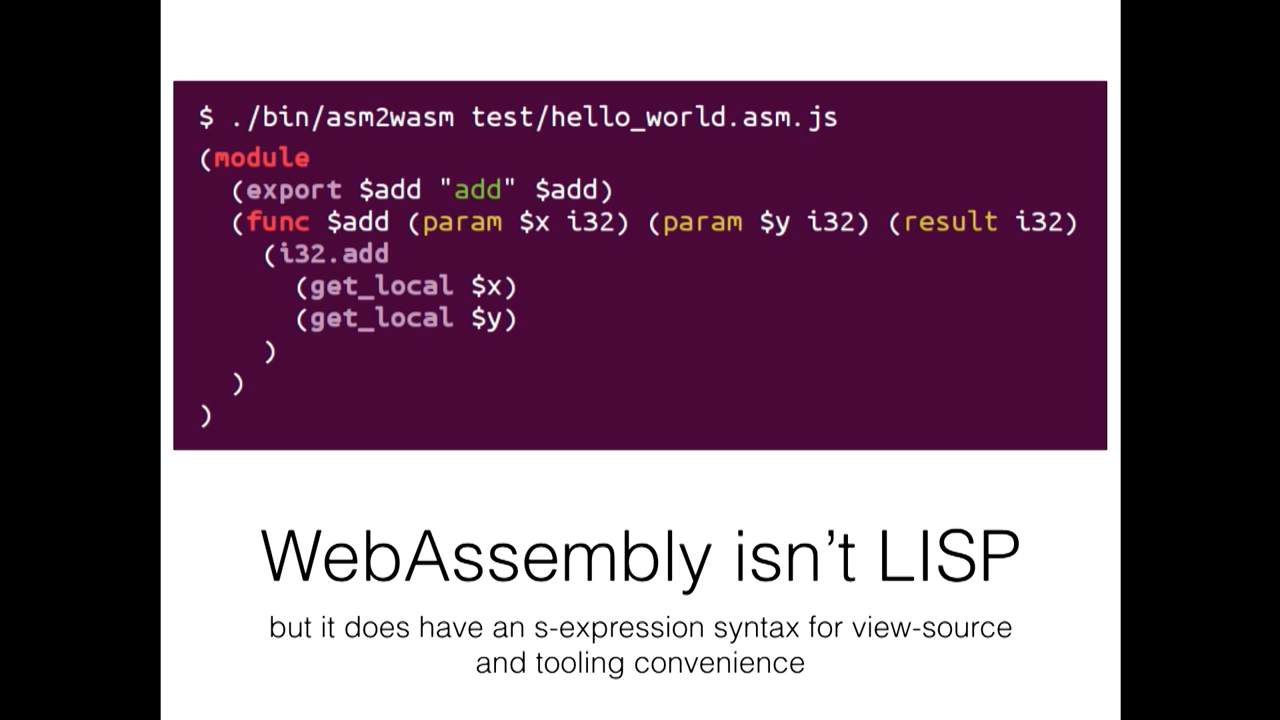 $ ./bin/asm2wasm test/hello_world.asm.js
(module
  (export $add "add" $add)
  (func $add (param $x i32) (param $y i32) (result i32)
    (i32.add
      (get_local $x)
      (get_local $y)
    )
  )
)
WebAssembly isn’t LISP
but it does have an s-expression syntax for view-source
and tooling convenience